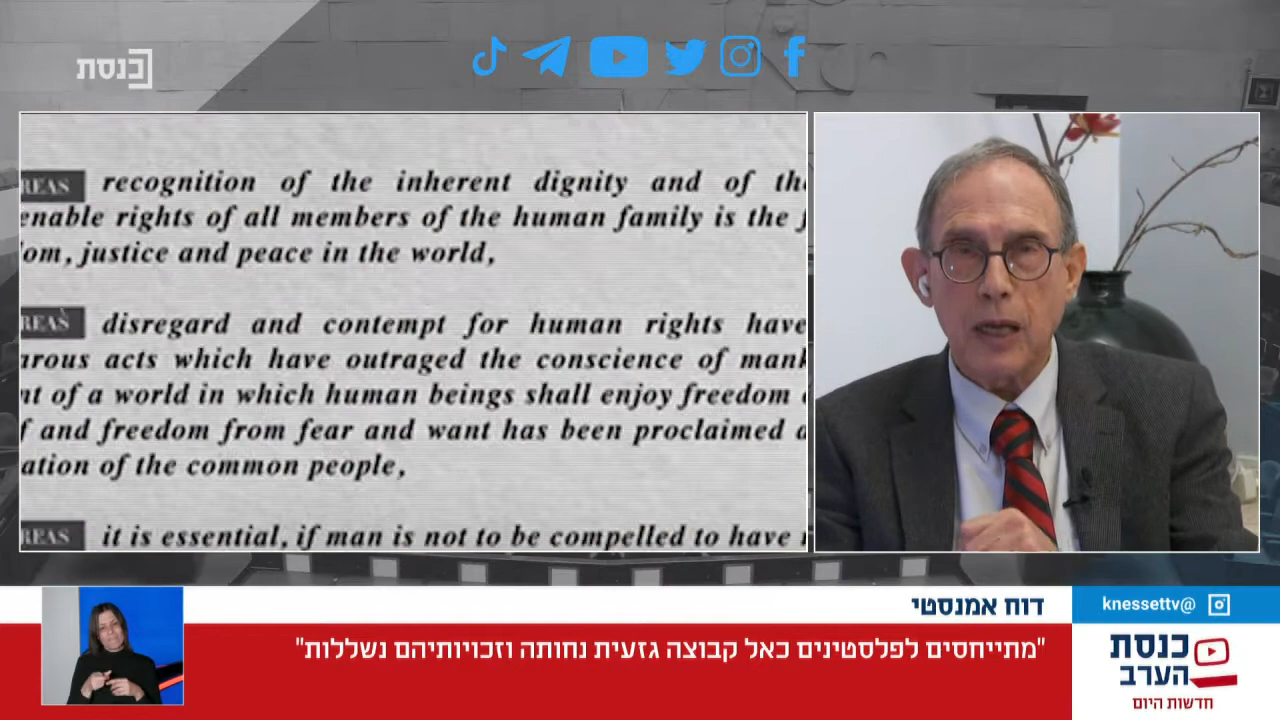 כנסת
REAS recognition of the inherent dignity and of the
enable rights of all members of the human family is the
om, justice and peace in the world,
REAS disregard and contempt for human rights have
arous acts which have outraged the conscience of mank
nt of a world in which human beings shall enjoy freedom
f and freedom from fear and want has been proclaimed a
ation of the common people,
REAS it is essential, if man is not to be compelled to have
דוח אמנסטי
"מתייחסים לפלסטינים כאל קבוצה גזעית נחותה וזכויותיהם נשללות"
knessettv@
כנסת
הערב
חדשות היום